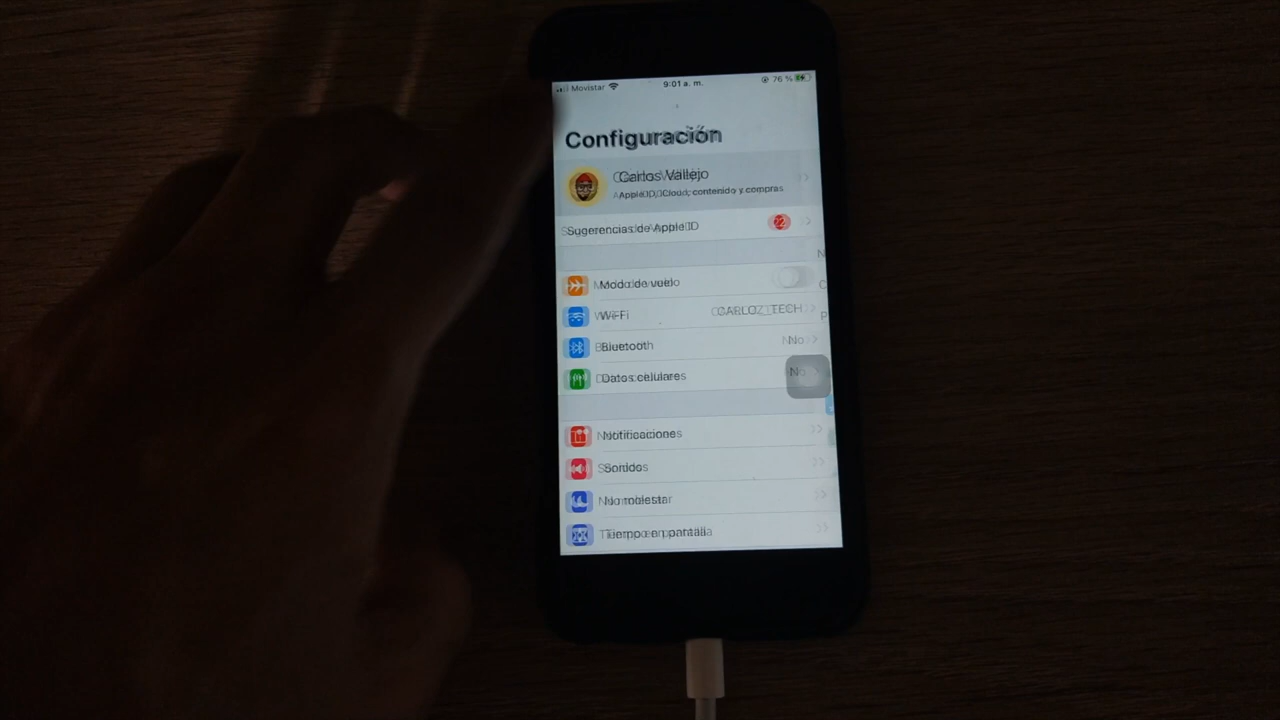 Movistar 9:01 a. m. 76 %
Configuración
Carlos Vallejo
Apple ID, iCloud, contenido y compras
Sugerencias de Apple ID 2
Modo de vuelo
Wi-Fi CARLOZ_TECH
Bluetooth No
Datos celulares No
Notificaciones
Sonidos
No molestar
Tiempo en pantalla